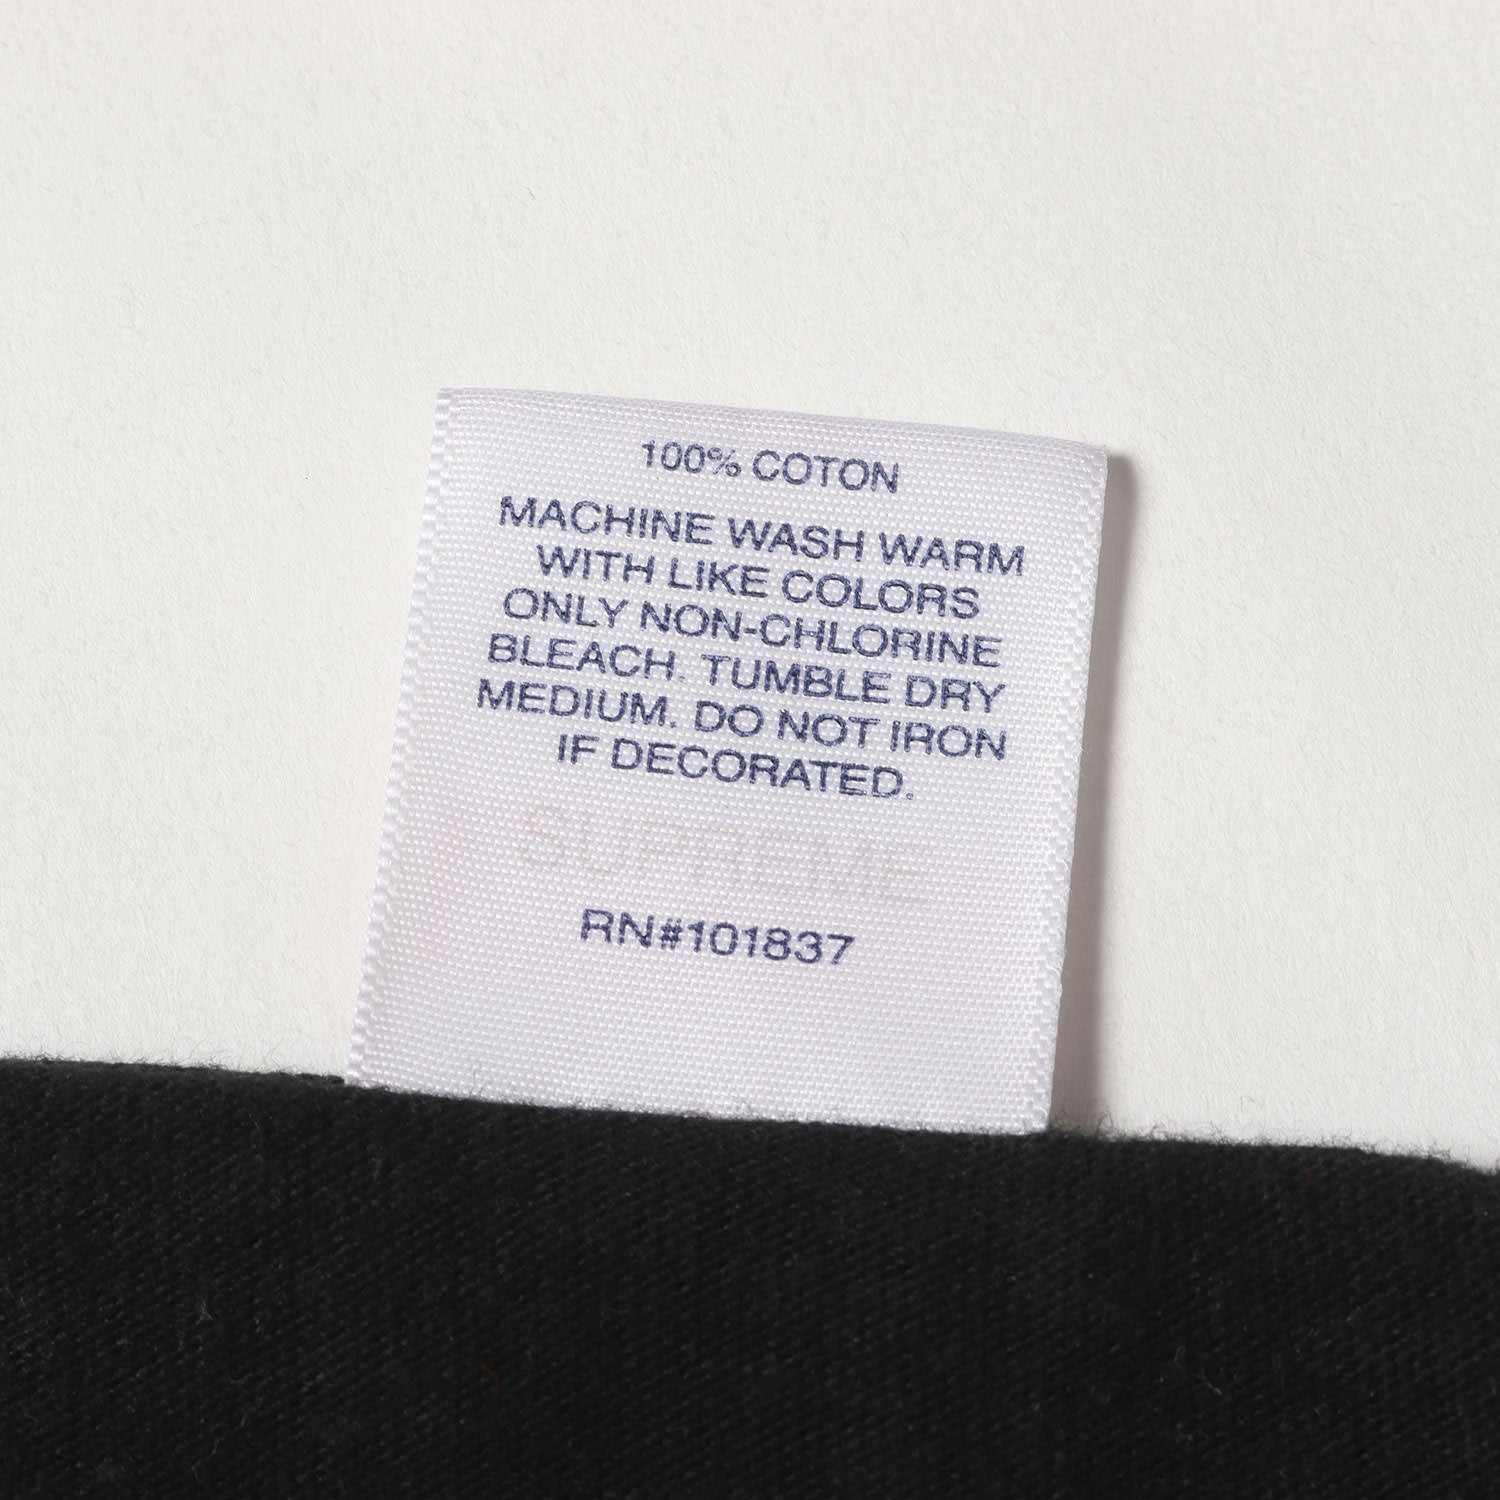 100% COTON
MACHINE WASH WARM
WITH LIKE COLORS
ONLY NON-CHLORINE
BLEACH. TUMBLE DRY
MEDIUM. DO NOT IRON
IF DECORATED.
SUPREME
RN#101837